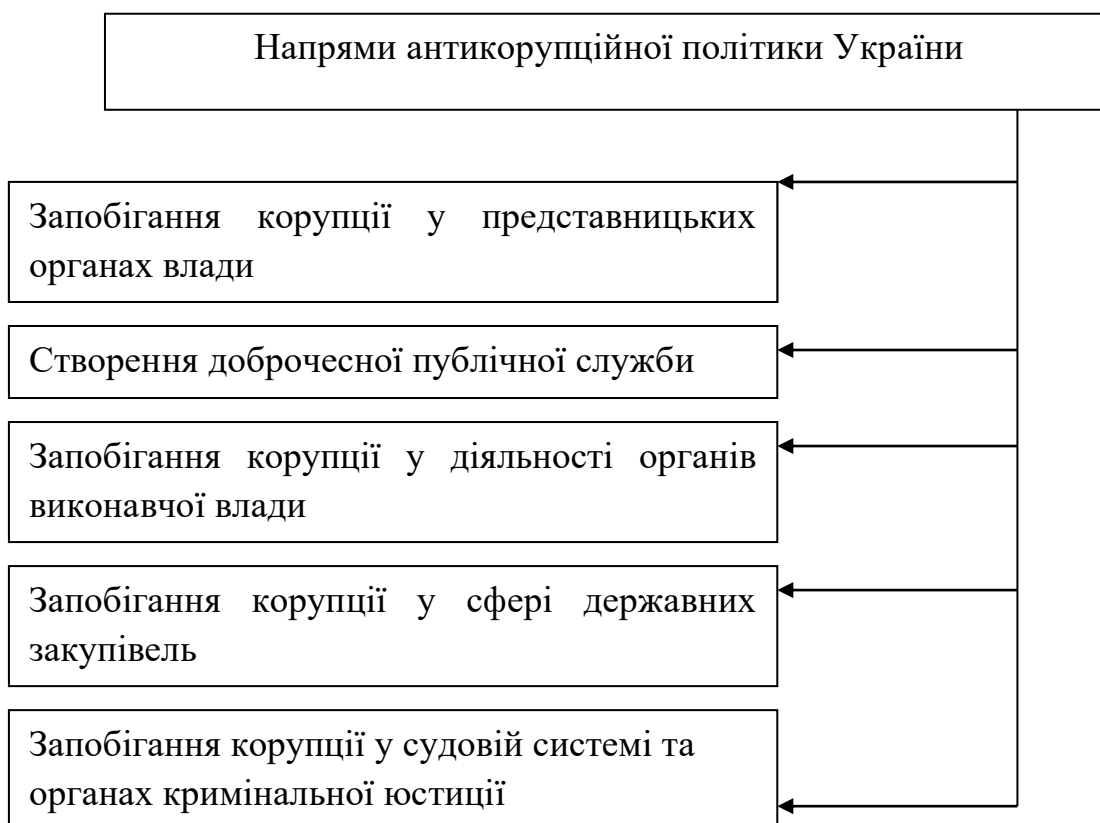 Напрями антикорупційної політики України
Запобігання корупції у представницьких
органах влади
Створення доброчесної публічної служби
Запобігання корупції у діяльності органів
виконавчої влади
Запобігання корупції у сфері державних
закупівель
Запобігання корупції у судовій системі та
органах кримінальної юстиції